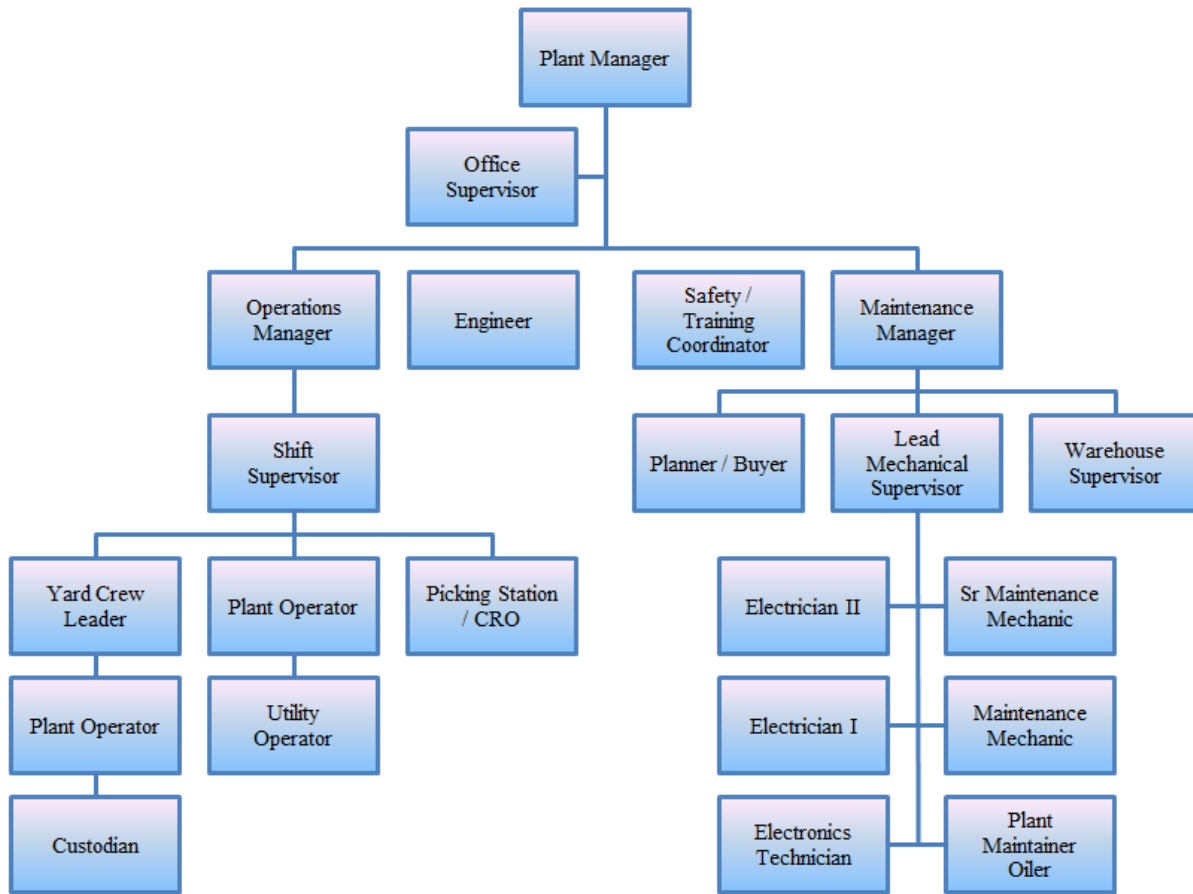 Plant Manager
Office
Supervisor
Operations
Manager
Engineer
Safety /
Training
Coordinator
Maintenance
Manager
Shift
Supervisor
Planner / Buyer
Lead
Mechanical
Supervisor
Warehouse
Supervisor
Yard Crew
Leader
Plant Operator
Picking Station
/ CRO
Electrician II
Sr Maintenance
Mechanic
Plant Operator
Utility
Operator
Electrician I
Maintenance
Mechanic
Custodian
Electronics
Technician
Plant
Maintainer
Oiler